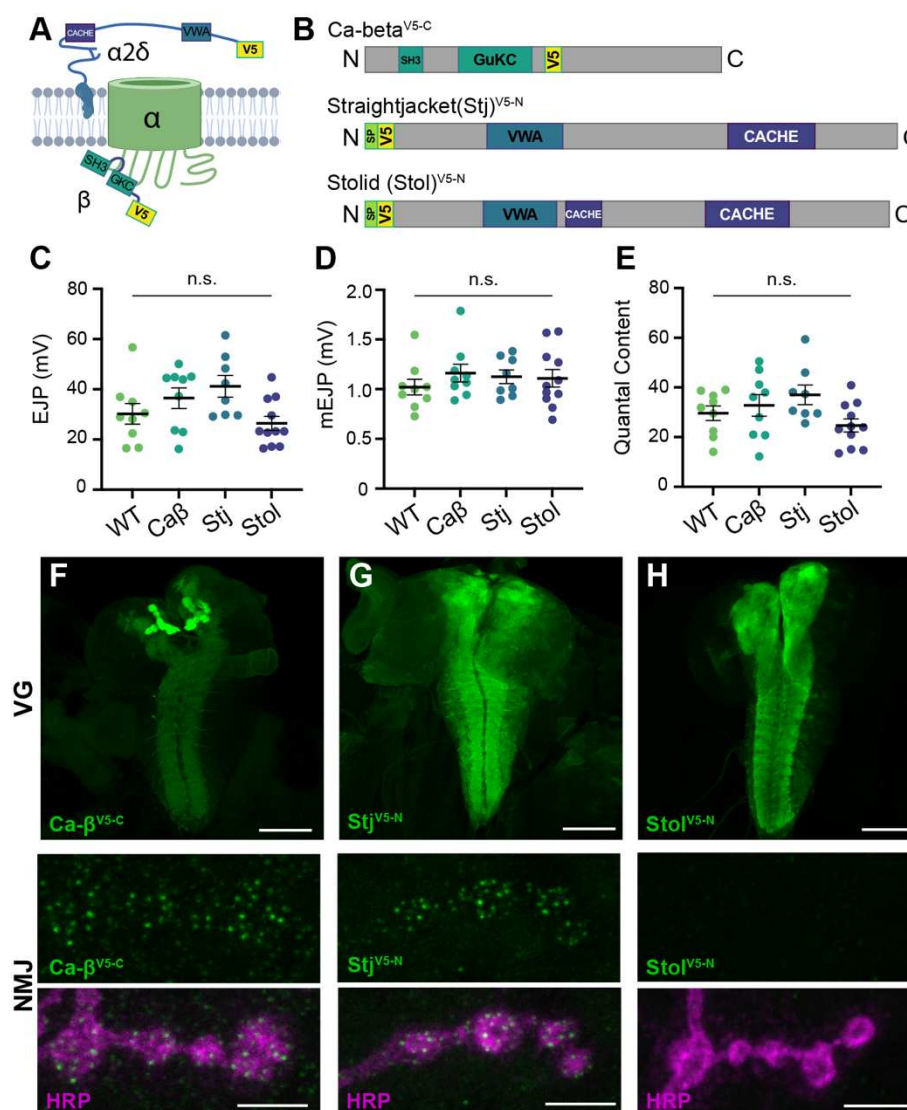 A
CACHE
VWA
V5
α2δ
α
SH3
GKC
V5
β
B
Ca-beta^V5-C
N SH3 GuKC V5 C
Straightjacket(Stj)^V5-N
N SP V5 VWA CACHE
Stolid (Stol)^V5-N
N SP V5 VWA CACHE CACHE
C
n.s.
EJP (mV)
80
60
40
20
0
WT Caβ Stj Stol
D
n.s.
mEJP (mV)
2.0
1.5
1.0
0.5
0
WT Caβ Stj Stol
E
n.s.
Quantal Content
80
60
40
20
0
WT Caβ Stj Stol
VG
F
Ca-β^V5-C
G
Stj^V5-N
H
Stol^V5-N
NMJ
Ca-β^V5-C
Stj^V5-N
Stol^V5-N
HRP
HRP
HRP